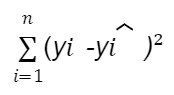 n
∑ (yi -yi^ )²
i=1